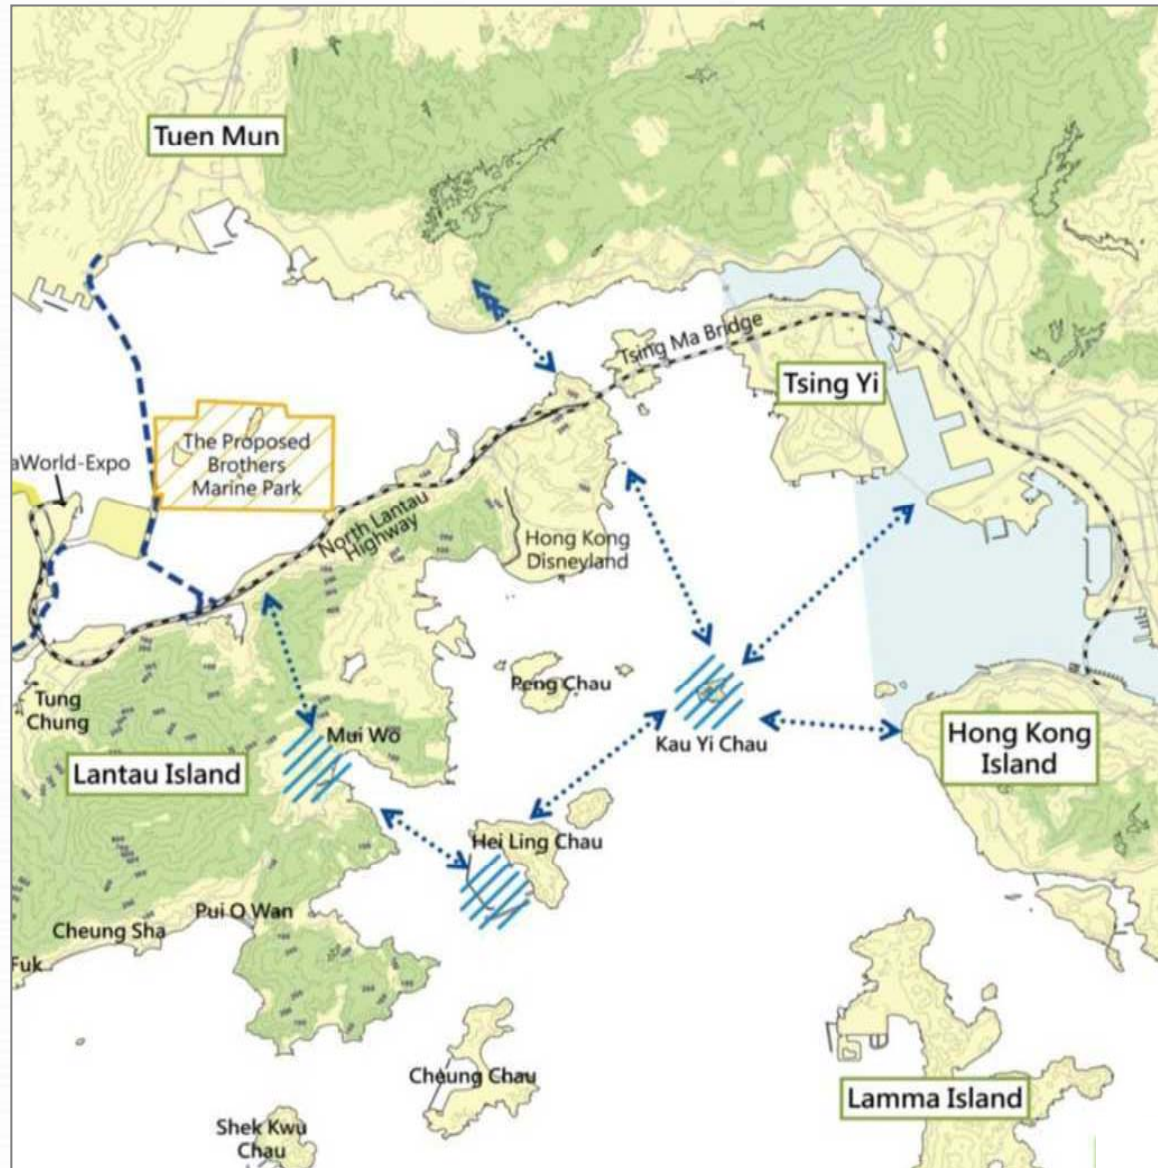 Tuen Mun
Tsing Ma Bridge
Tsing Yi
The Proposed
Brothers
Marine Park
aWorld-Expo
North Lantau
Highway
Hong Kong
Disneyland
Peng Chau
Tung
Chung
Mui Wo
Kau Yi Chau
Hong Kong
Island
Lantau Island
Hei Ling Chau
Pui O Wan
Cheung Sha
Fuk
Cheung Chau
Lamma Island
Shek Kwu
Chau